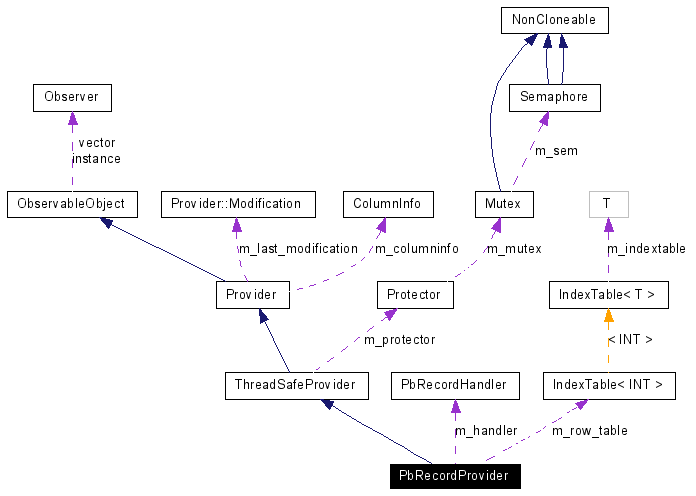 NonCloneable
Observer
Semaphore
vector
instance
m_sem
ObservableObject
Provider::Modification
ColumnInfo
Mutex
T
m_last_modification
m_columninfo
m_mutex
m_indextable
Provider
Protector
IndexTable< T >
m_protector
< INT >
ThreadSafeProvider
PbRecordHandler
IndexTable< INT >
m_handler
m_row_table
PbRecordProvider